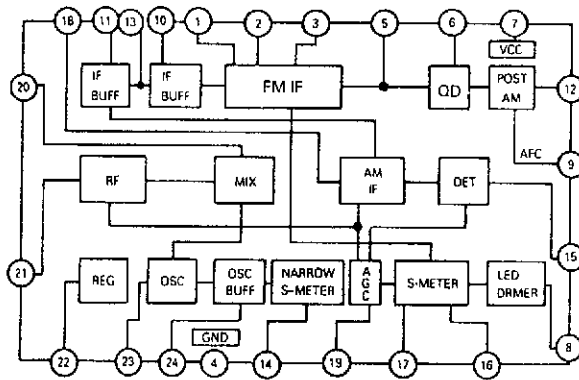 18 11 13 10 1 2 3 5 6 7
VCC
20
IF
BUFF
IF
BUFF
FM IF
QD
POST
AM
12
AFC
9
RF
MIX
AM
IF
DET
21
15
REG
OSC
OSC
BUFF
NARROW
S-METER
AGC
S-METER
LED
DRMER
8
GND
22 23 24 4 14 19 17 16